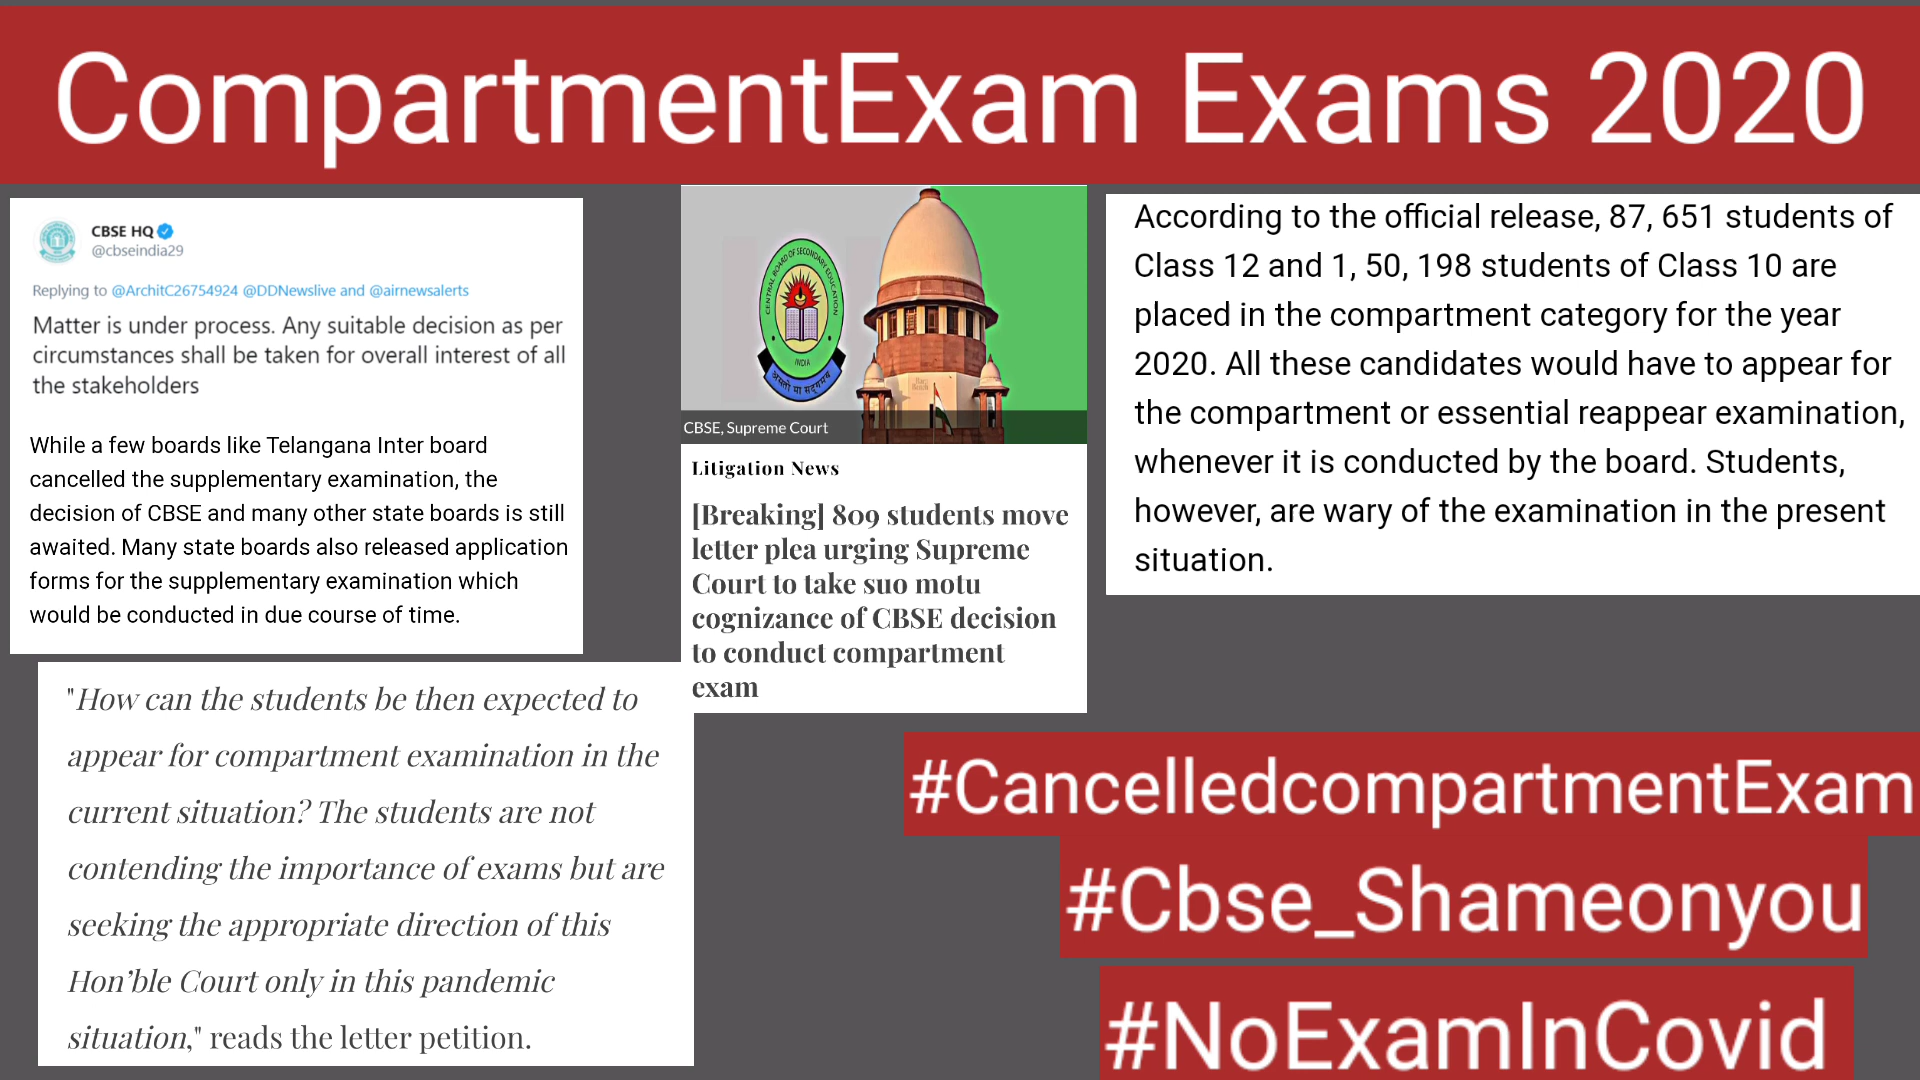 CompartmentExam Exams 2020
CBSE HQ
@cbseindia29
Replying to @ArchitC26754924 @DDNewslive and @airnewsalerts
Matter is under process. Any suitable decision as per
circumstances shall be taken for overall interest of all
the stakeholders
While a few boards like Telangana Inter board
cancelled the supplementary examination, the
decision of CBSE and many other state boards is still
awaited. Many state boards also released application
forms for the supplementary examination which
would be conducted in due course of time.
"How can the students be then expected to
appear for compartment examination in the
current situation? The students are not
contending the importance of exams but are
seeking the appropriate direction of this
Hon’ble Court only in this pandemic
situation," reads the letter petition.
CENTRAL BOARD OF SECONDARY EDUCATION
INDIA
असतो मा सद्गमय
CBSE, Supreme Court
Litigation News
[Breaking] 809 students move
letter plea urging Supreme
Court to take suo motu
cognizance of CBSE decision
to conduct compartment
exam
According to the official release, 87, 651 students of
Class 12 and 1, 50, 198 students of Class 10 are
placed in the compartment category for the year
2020. All these candidates would have to appear for
the compartment or essential reappear examination,
whenever it is conducted by the board. Students,
however, are wary of the examination in the present
situation.
#CancelledcompartmentExam
#Cbse_Shameonyou
#NoExamInCovid